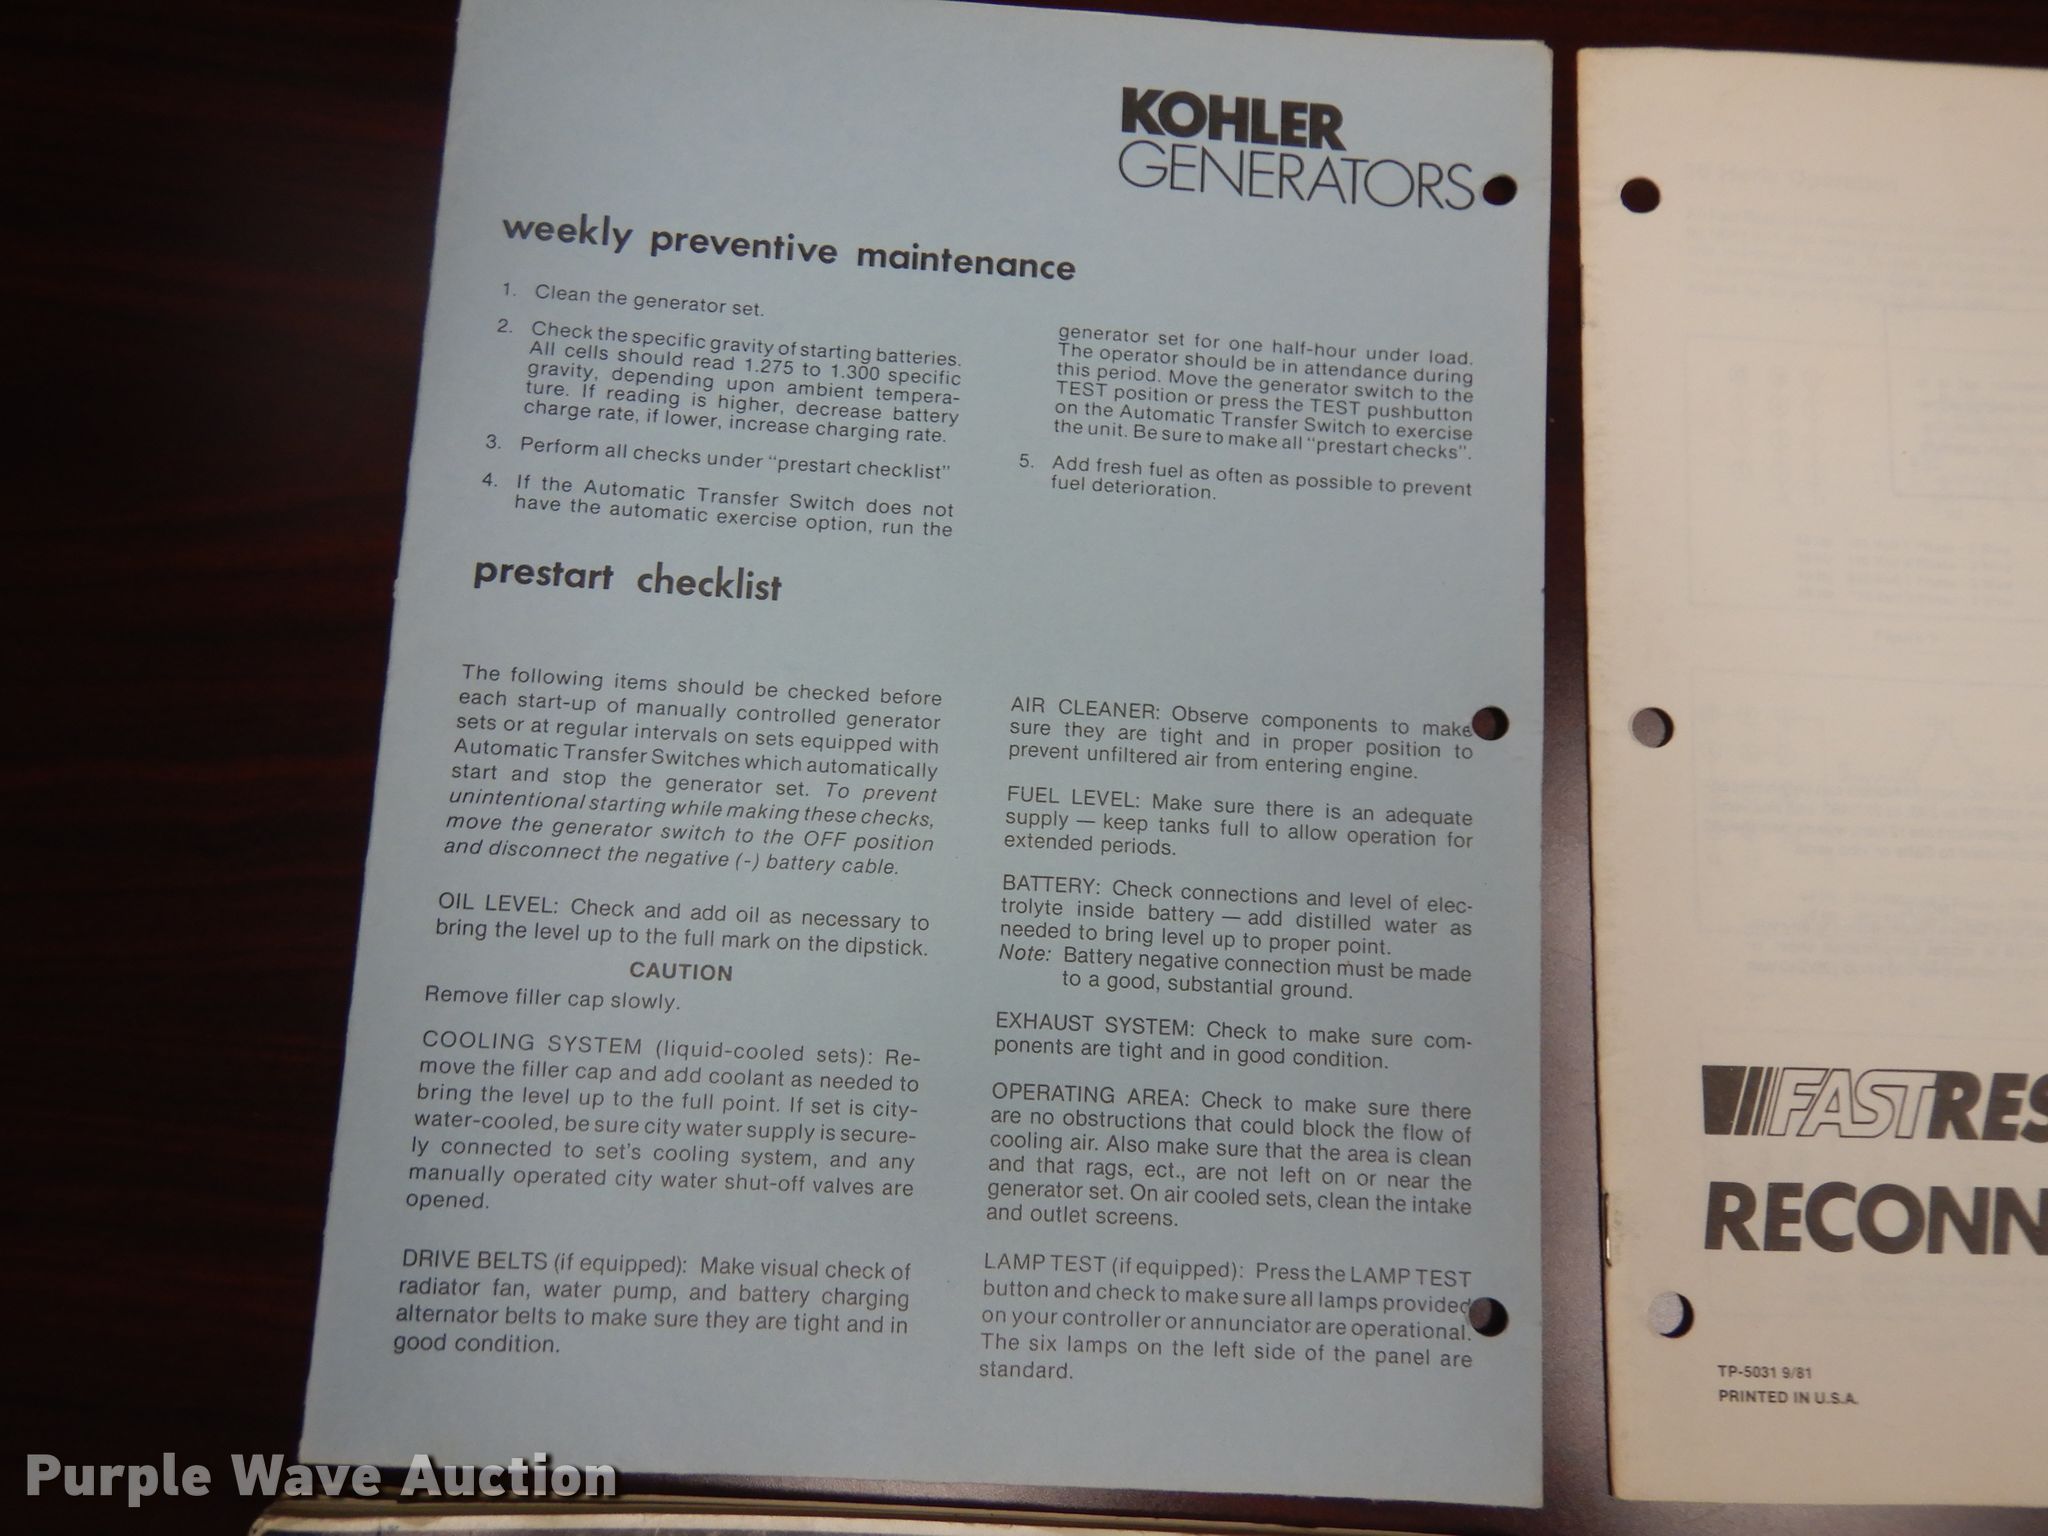 KOHLER
GENERATORS
weekly preventive maintenance
1. Clean the generator set.
2. Check the specific gravity of starting batteries.
All cells should read 1.275 to 1.300 specific
gravity, depending upon ambient tempera-
ture. If reading is higher, decrease battery
charge rate, if lower, increase charging rate.
3. Perform all checks under "prestart checklist"
4. If the Automatic Transfer Switch does not
have the automatic exercise option, run the
generator set for one half-hour under load.
The operator should be in attendance during
this period. Move the generator switch to the
TEST position or press the TEST pushbutton
on the Automatic Transfer Switch to exercise
the unit. Be sure to make all "prestart checks".
5. Add fresh fuel as often as possible to prevent
fuel deterioration.
prestart checklist
The following items should be checked before
each start-up of manually controlled generator
sets or at regular intervals on sets equipped with
Automatic Transfer Switches which automatically
start and stop the generator set. To prevent
unintentional starting while making these checks,
move the generator switch to the OFF position
and disconnect the negative (-) battery cable.
OIL LEVEL: Check and add oil as necessary to
bring the level up to the full mark on the dipstick.
CAUTION
Remove filler cap slowly.
COOLING SYSTEM (liquid-cooled sets): Re-
move the filler cap and add coolant as needed to
bring the level up to the full point. If set is city-
water-cooled, be sure city water supply is secure-
ly connected to set's cooling system, and any
manually operated city water shut-off valves are
opened.
DRIVE BELTS (if equipped): Make visual check of
radiator fan, water pump, and battery charging
alternator belts to make sure they are tight and in
good condition.
AIR CLEANER: Observe components to make
sure they are tight and in proper position to
prevent unfiltered air from entering engine.
FUEL LEVEL: Make sure there is an adequate
supply — keep tanks full to allow operation for
extended periods.
BATTERY: Check connections and level of elec-
trolyte inside battery — add distilled water as
needed to bring level up to proper point.
Note: Battery negative connection must be made
to a good, substantial ground.
EXHAUST SYSTEM: Check to make sure com-
ponents are tight and in good condition.
OPERATING AREA: Check to make sure there
are no obstructions that could block the flow of
cooling air. Also make sure that the area is clean
and that rags, ect., are not left on or near the
generator set. On air cooled sets, clean the intake
and outlet screens.
LAMP TEST (if equipped): Press the LAMP TEST
button and check to make sure all lamps provided
on your controller or annunciator are operational.
The six lamps on the left side of the panel are
standard.
FASTRES
RECONN
TP-5031 9/81
PRINTED IN U.S.A.
Purple Wave Auction